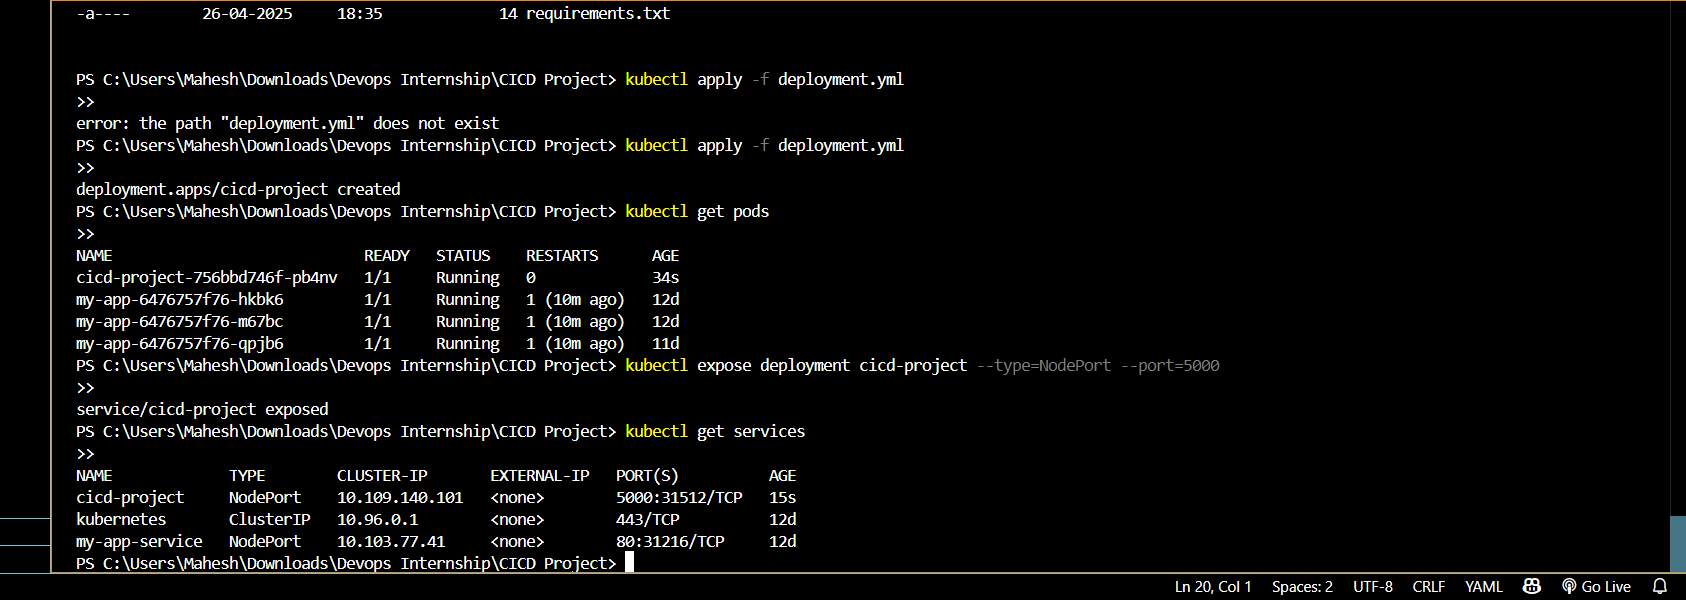 -a----        26-04-2025     18:35             14 requirements.txt
PS C:\Users\Mahesh\Downloads\Devops Internship\CICD Project> kubectl apply -f deployment.yml
>>
error: the path "deployment.yml" does not exist
PS C:\Users\Mahesh\Downloads\Devops Internship\CICD Project> kubectl apply -f deployment.yml
>>
deployment.apps/cicd-project created
PS C:\Users\Mahesh\Downloads\Devops Internship\CICD Project> kubectl get pods
>>
NAME                            READY   STATUS    RESTARTS      AGE
cicd-project-756bbd746f-pb4nv   1/1     Running   0             34s
my-app-6476757f76-hkbk6         1/1     Running   1 (10m ago)   12d
my-app-6476757f76-m67bc         1/1     Running   1 (10m ago)   12d
my-app-6476757f76-qpjb6         1/1     Running   1 (10m ago)   11d
PS C:\Users\Mahesh\Downloads\Devops Internship\CICD Project> kubectl expose deployment cicd-project --type=NodePort --port=5000
>>
service/cicd-project exposed
PS C:\Users\Mahesh\Downloads\Devops Internship\CICD Project> kubectl get services
>>
NAME             TYPE        CLUSTER-IP       EXTERNAL-IP   PORT(S)          AGE
cicd-project     NodePort    10.109.140.101   <none>        5000:31512/TCP   15s
kubernetes       ClusterIP   10.96.0.1        <none>        443/TCP          12d
my-app-service   NodePort    10.103.77.41     <none>        80:31216/TCP     12d
PS C:\Users\Mahesh\Downloads\Devops Internship\CICD Project>
Ln 20, Col 1   Spaces: 2   UTF-8   CRLF   YAML   Go Live